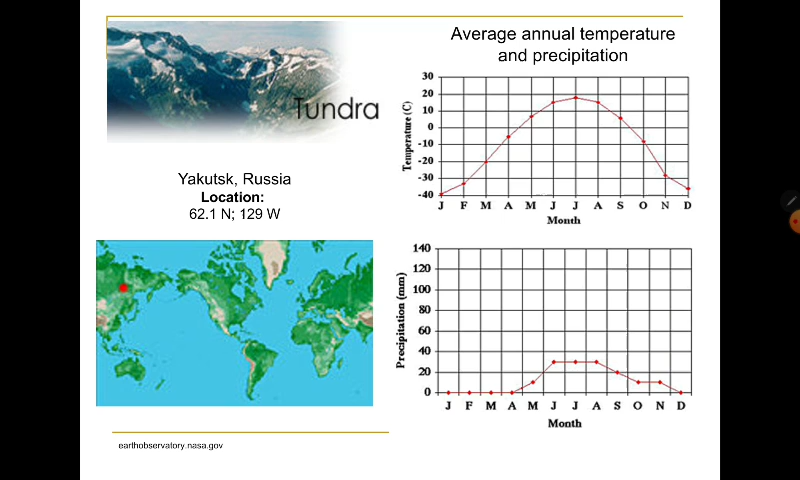 Average annual temperature
and precipitation
Tundra
Yakutsk, Russia
Location:
62.1 N; 129 W
Temperature (C)
30
20
10
0
-10
-20
-30
-40
J F M A M J J A S O N D
Month
Precipitation (mm)
140
120
100
80
60
40
20
0
J F M A M J J A S O N D
Month
earthobservatory.nasa.gov